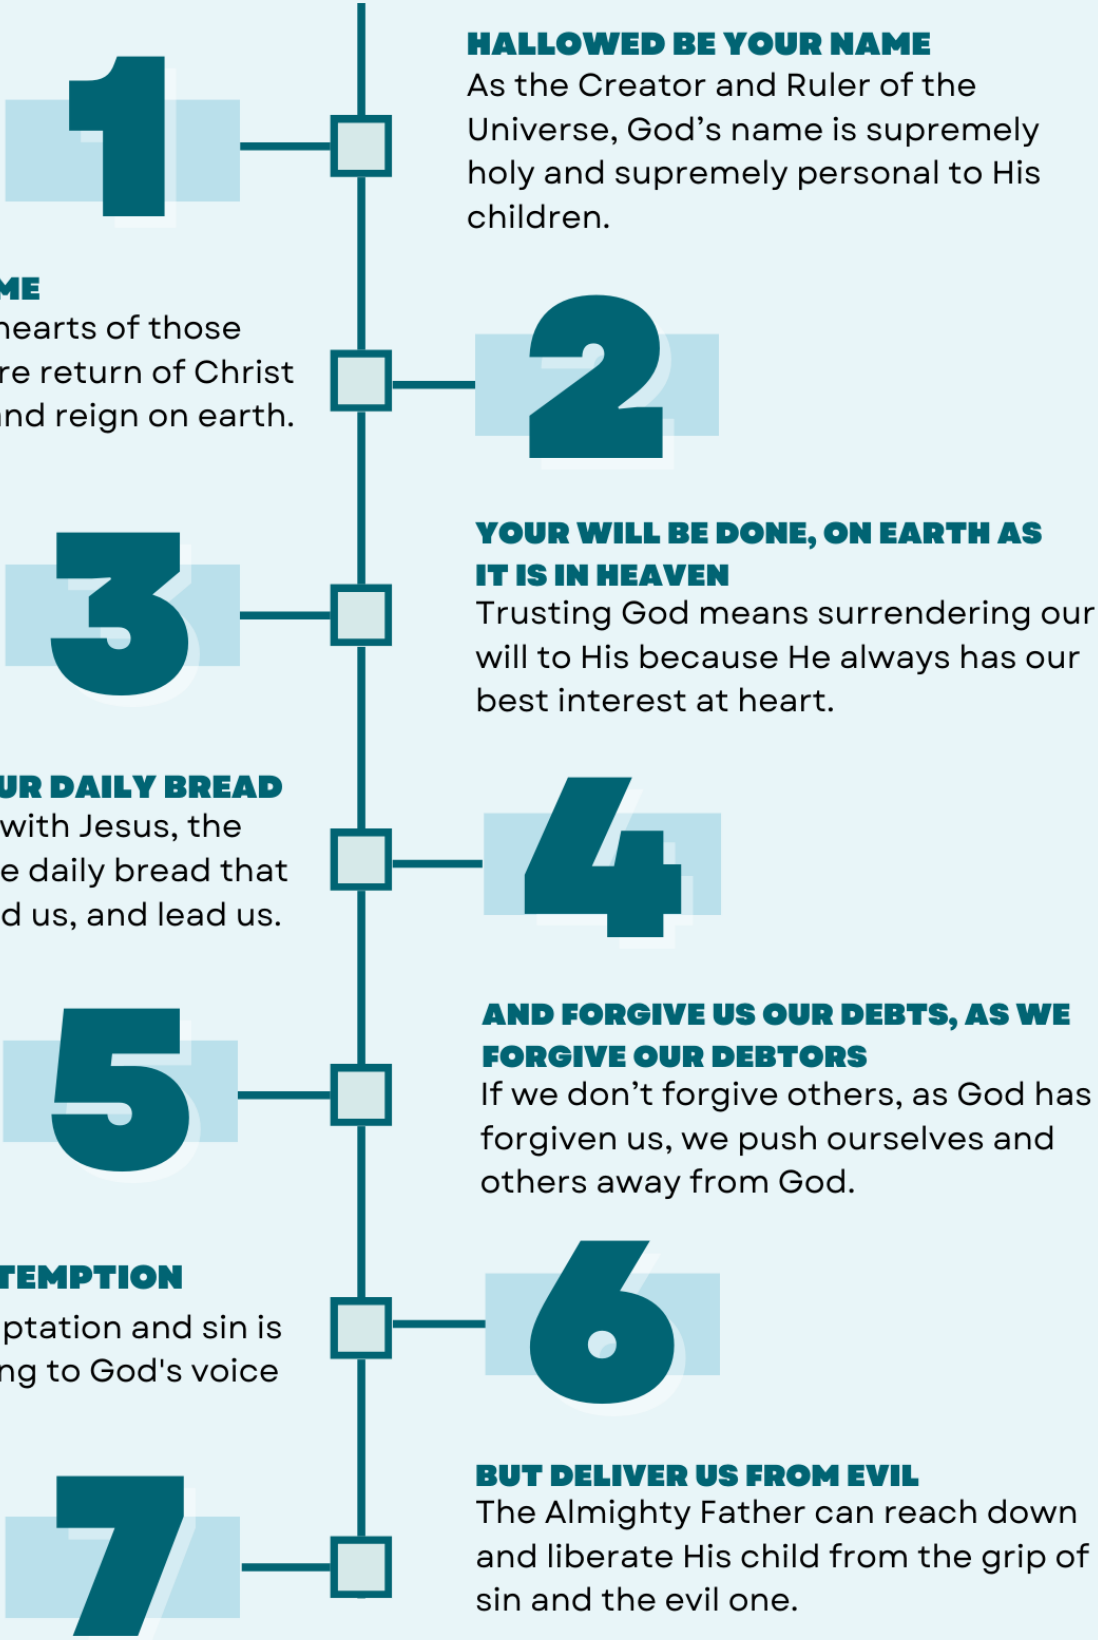 1
HALLOWED BE YOUR NAME
As the Creator and Ruler of the
Universe, God’s name is supremely
holy and supremely personal to His
children.
ME
hearts of those
re return of Christ
and reign on earth.
2
3
YOUR WILL BE DONE, ON EARTH AS
IT IS IN HEAVEN
Trusting God means surrendering our
will to His because He always has our
best interest at heart.
UR DAILY BREAD
with Jesus, the
e daily bread that
d us, and lead us.
4
5
AND FORGIVE US OUR DEBTS, AS WE
FORGIVE OUR DEBTORS
If we don’t forgive others, as God has
forgiven us, we push ourselves and
others away from God.
TEMPTION
ptation and sin is
ng to God's voice
6
7
BUT DELIVER US FROM EVIL
The Almighty Father can reach down
and liberate His child from the grip of
sin and the evil one.